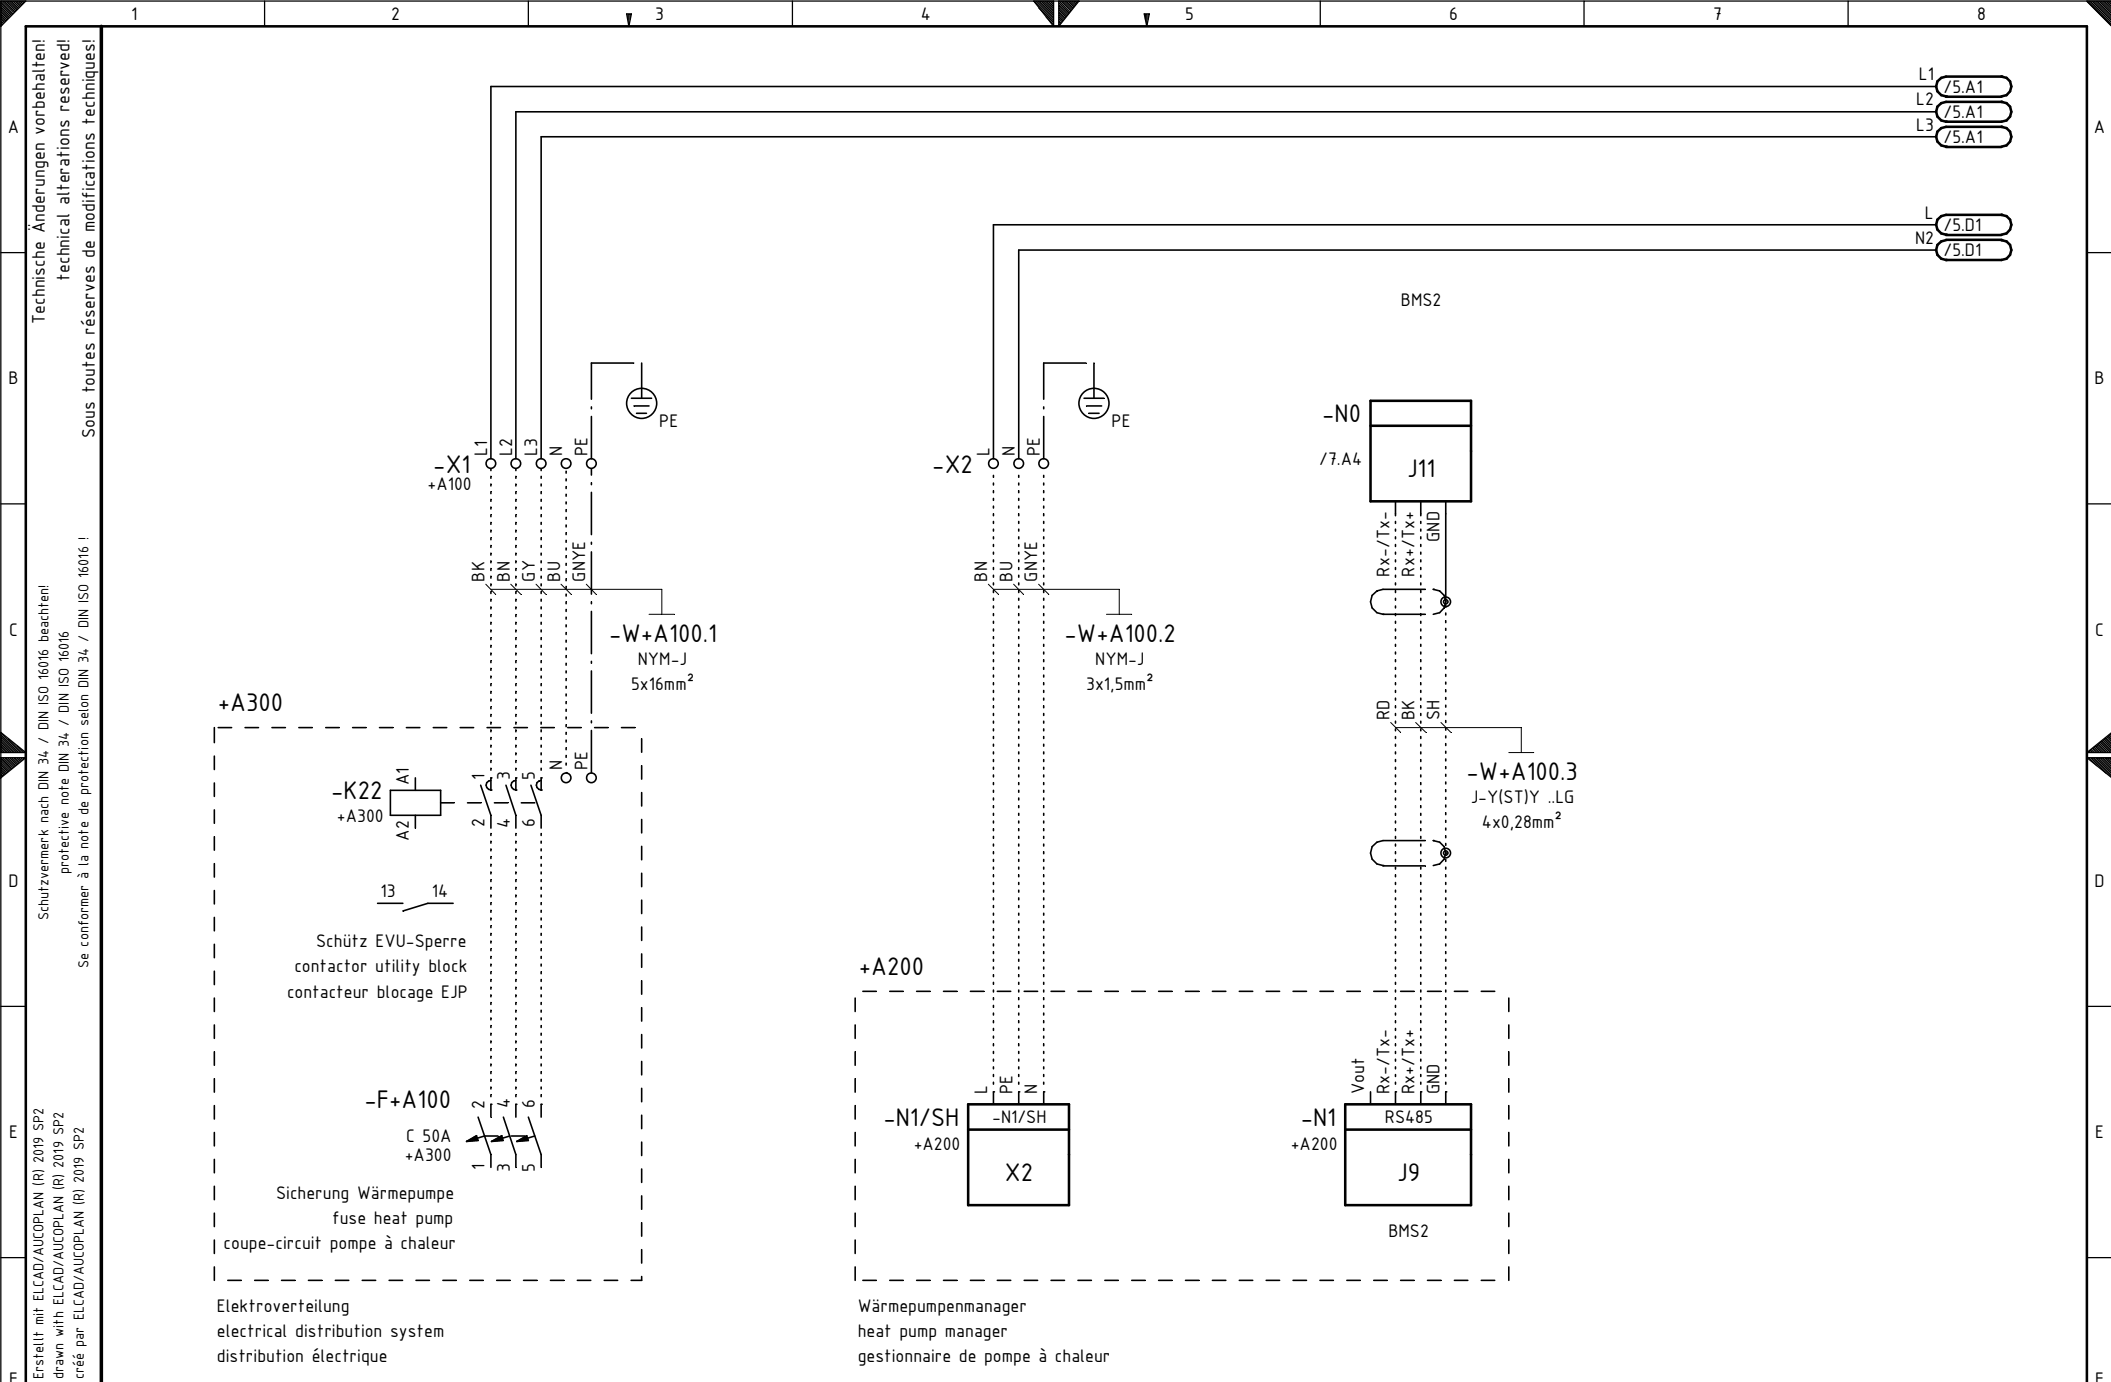 1 2 3 4 5 6 7 8
A
B
C
D
E
F
A
B
C
D
E
F
Technische Änderungen vorbehalten!
technical alterations reserved!
Sous toutes réserves de modifications techniques!
Schutzvermerk nach DIN 34 / DIN ISO 16016 beachten!
protective note DIN 34 / DIN ISO 16016
Se conformer à la note de protection selon DIN 34 / DIN ISO 16016 !
Erstellt mit ELCAD/AUCOPLAN (R) 2019 SP2
drawn with ELCAD/AUCOPLAN (R) 2019 SP2
créé par ELCAD/AUCOPLAN (R) 2019 SP2
L1 /5.A1
L2 /5.A1
L3 /5.A1
L /5.D1
N2 /5.D1
PE
-X1
+A100
L1 L2 L3 N PE
BK BN GY BU GNYE
-W+A100.1
NYM-J
5x16mm²
+A300
N PE
-K22
+A300
A1
A2
1 3 5
2 4 6
13 14
Schütz EVU-Sperre
contactor utility block
contacteur blocage EJP
-F+A100
C 50A
+A300
2 4 6
1 3 5
Sicherung Wärmepumpe
fuse heat pump
coupe-circuit pompe à chaleur
Elektroverteilung
electrical distribution system
distribution électrique
PE
-X2
L N PE
BN BU GNYE
-W+A100.2
NYM-J
3x1,5mm²
+A200
L PE N
-N1/SH
+A200
-N1/SH
X2
BMS2
-N0
/7.A4
J11
Rx-/Tx- Rx+/Tx+ GND
RD BK SH
-W+A100.3
J-Y(ST)Y ..LG
4x0,28mm²
Vout Rx-/Tx- Rx+/Tx+ GND
-N1
+A200
RS485
J9
BMS2
Wärmepumpenmanager
heat pump manager
gestionnaire de pompe à chaleur